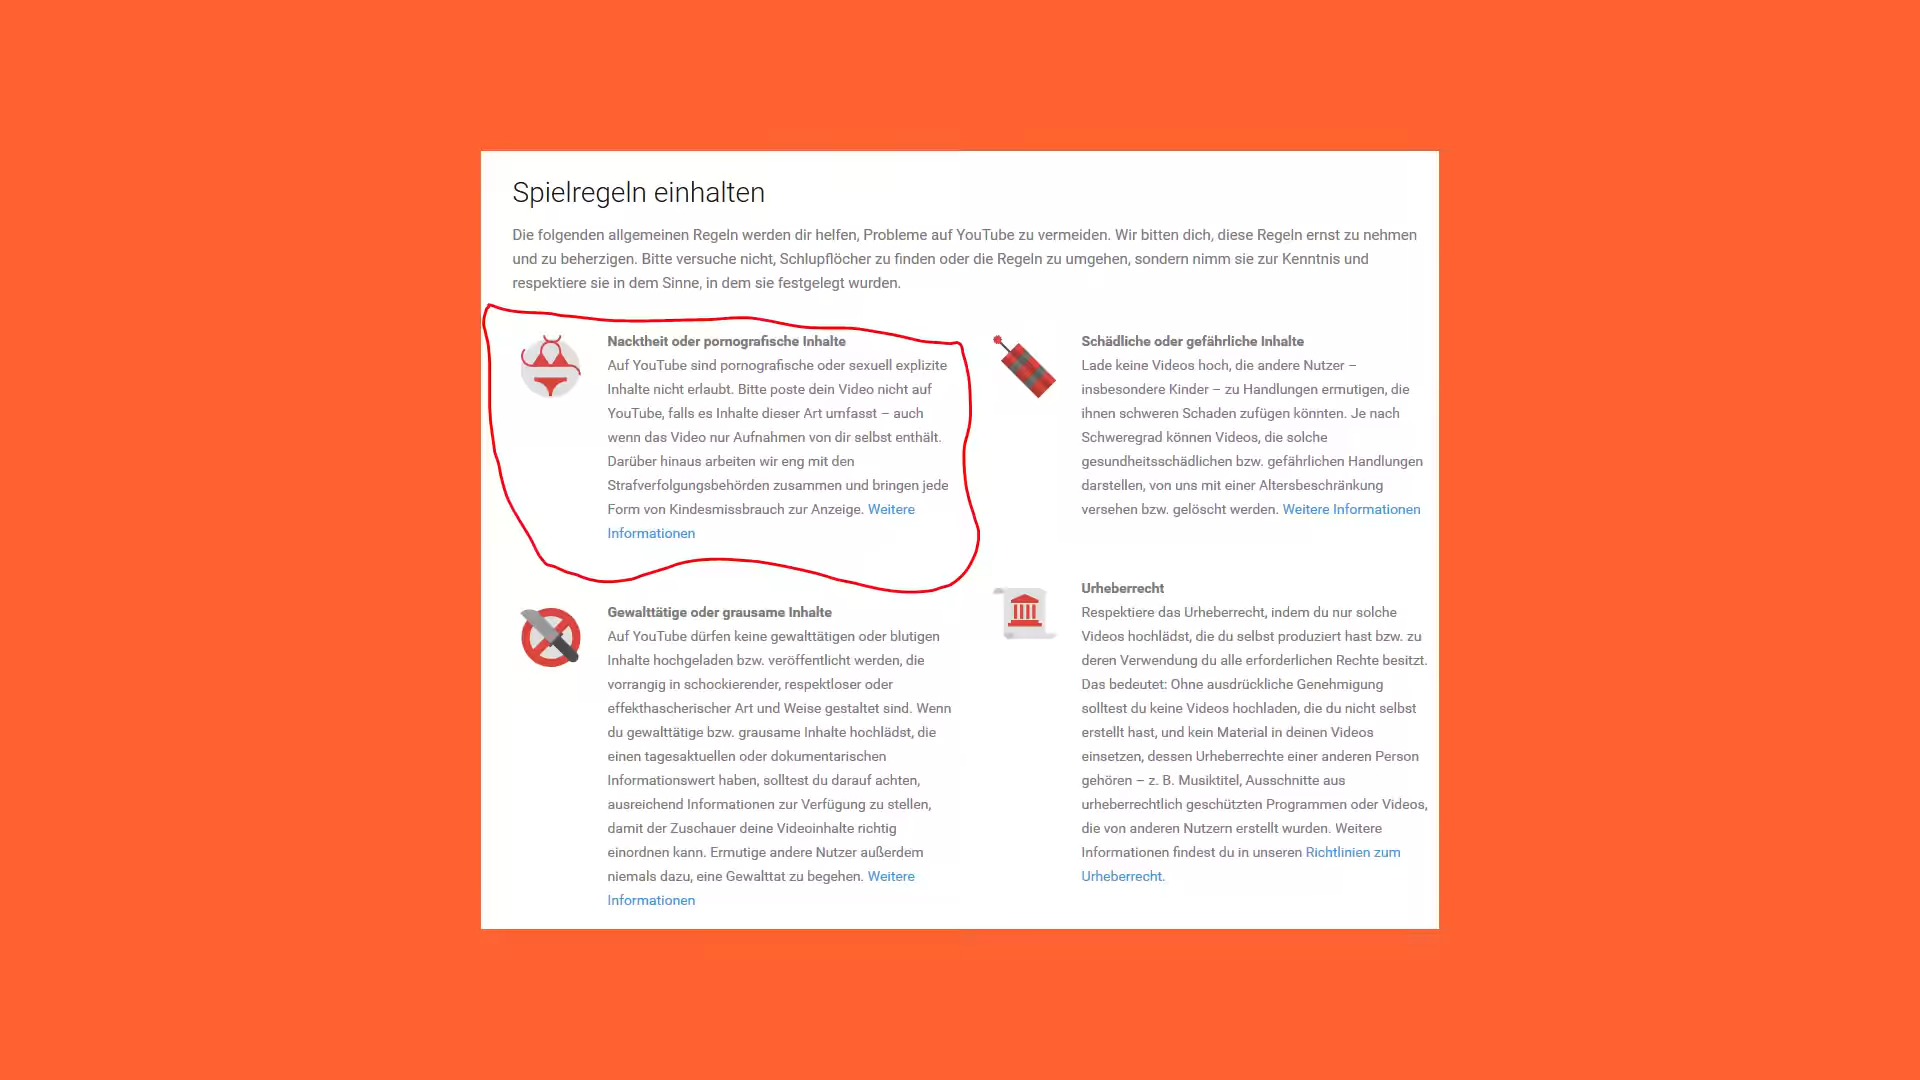 Spielregeln einhalten
Die folgenden allgemeinen Regeln werden dir helfen, Probleme auf YouTube zu vermeiden. Wir bitten dich, diese Regeln ernst zu nehmen
und zu beherzigen. Bitte versuche nicht, Schlupflöcher zu finden oder die Regeln zu umgehen, sondern nimm sie zur Kenntnis und
respektiere sie in dem Sinne, in dem sie festgelegt wurden.
Nacktheit oder pornografische Inhalte
Auf YouTube sind pornografische oder sexuell explizite
Inhalte nicht erlaubt. Bitte poste dein Video nicht auf
YouTube, falls es Inhalte dieser Art umfasst – auch
wenn das Video nur Aufnahmen von dir selbst enthält.
Darüber hinaus arbeiten wir eng mit den
Strafverfolgungsbehörden zusammen und bringen jede
Form von Kindesmissbrauch zur Anzeige. Weitere
Informationen
Schädliche oder gefährliche Inhalte
Lade keine Videos hoch, die andere Nutzer –
insbesondere Kinder – zu Handlungen ermutigen, die
ihnen schweren Schaden zufügen könnten. Je nach
Schweregrad können Videos, die solche
gesundheitsschädlichen bzw. gefährlichen Handlungen
darstellen, von uns mit einer Altersbeschränkung
versehen bzw. gelöscht werden. Weitere Informationen
Gewalttätige oder grausame Inhalte
Auf YouTube dürfen keine gewalttätigen oder blutigen
Inhalte hochgeladen bzw. veröffentlicht werden, die
vorrangig in schockierender, respektloser oder
effekthascherischer Art und Weise gestaltet sind. Wenn
du gewalttätige bzw. grausame Inhalte hochlädst, die
einen tagesaktuellen oder dokumentarischen
Informationswert haben, solltest du darauf achten,
ausreichend Informationen zur Verfügung zu stellen,
damit der Zuschauer deine Videoinhalte richtig
einordnen kann. Ermutige andere Nutzer außerdem
niemals dazu, eine Gewalttat zu begehen. Weitere
Informationen
Urheberrecht
Respektiere das Urheberrecht, indem du nur solche
Videos hochlädst, die du selbst produziert hast bzw. zu
deren Verwendung du alle erforderlichen Rechte besitzt.
Das bedeutet: Ohne ausdrückliche Genehmigung
solltest du keine Videos hochladen, die du nicht selbst
erstellt hast, und kein Material in deinen Videos
einsetzen, dessen Urheberrechte einer anderen Person
gehören – z. B. Musiktitel, Ausschnitte aus
urheberrechtlich geschützten Programmen oder Videos,
die von anderen Nutzern erstellt wurden. Weitere
Informationen findest du in unseren Richtlinien zum
Urheberrecht.